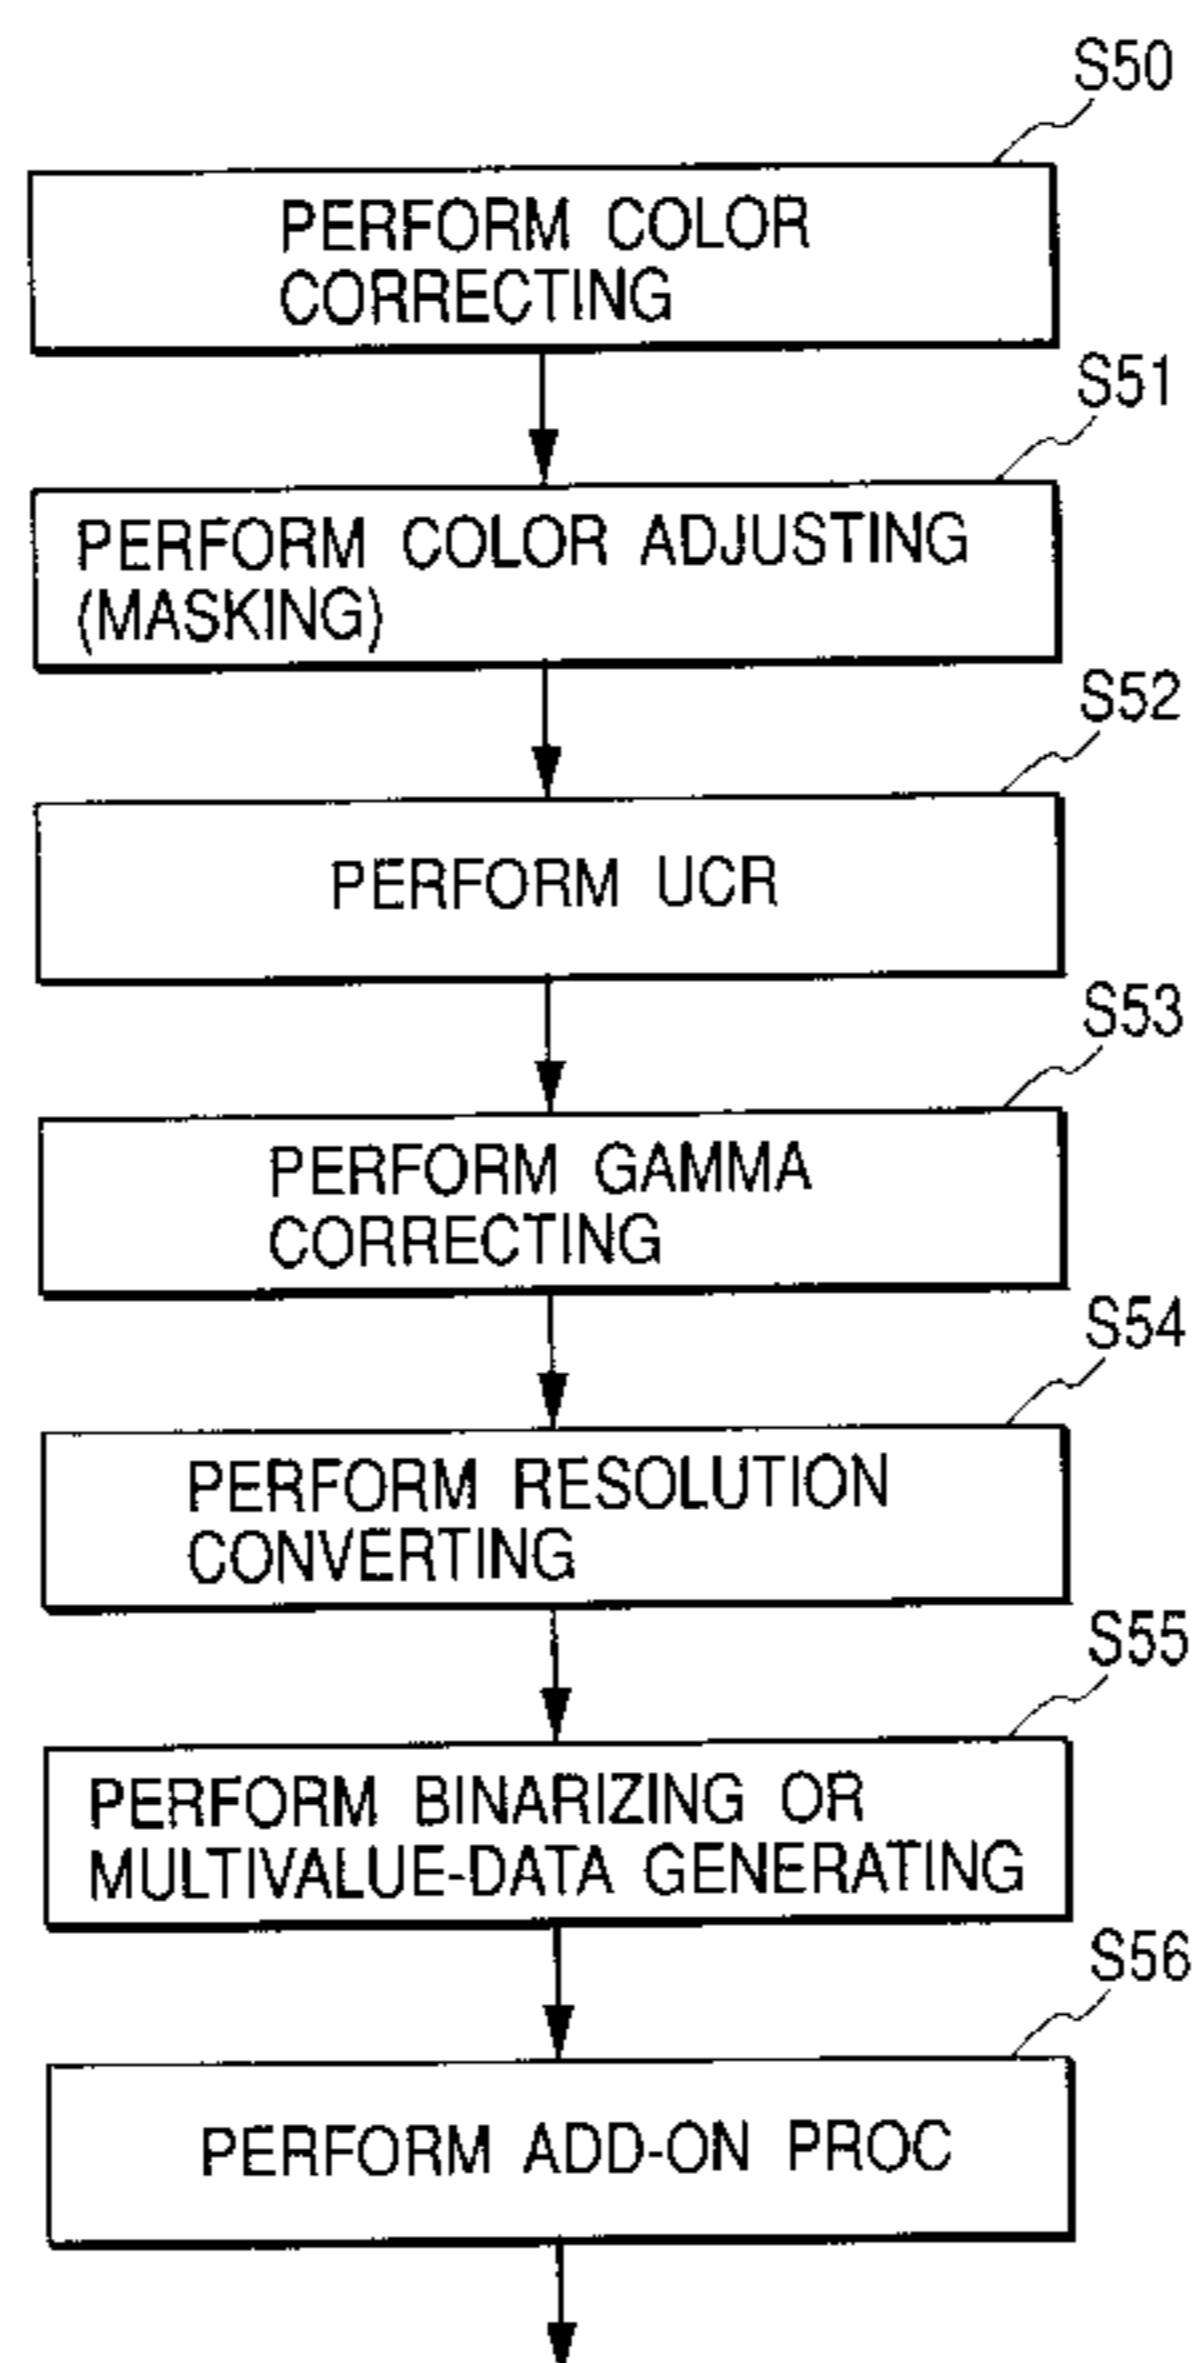 S50
PERFORM COLOR
CORRECTING
S51
PERFORM COLOR ADJUSTING
(MASKING)
S52
PERFORM UCR
S53
PERFORM GAMMA
CORRECTING
S54
PERFORM RESOLUTION
CONVERTING
S55
PERFORM BINARIZING OR
MULTIVALUE-DATA GENERATING
S56
PERFORM ADD-ON PROC